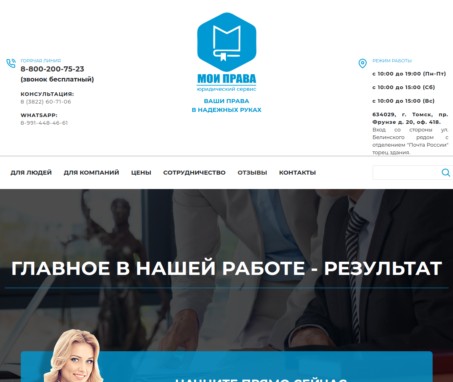 ГОРЯЧАЯ ЛИНИЯ
8-800-200-75-23
(звонок бесплатный)
КОНСУЛЬТАЦИЯ:
8 (3822) 60-71-06
WHATSAPP:
8-991-448-46-61
МОИ ПРАВА
юридический сервис
ВАШИ ПРАВА
В НАДЕЖНЫХ РУКАХ
РЕЖИМ РАБОТЫ
с 10:00 до 19:00 (Пн-Пт)
с 10:00 до 15:00 (Сб)
с 10:00 до 15:00 (Вс)
634029, г. Томск, пр.
Фрунзе д. 20, оф. 418.
Вход со стороны ул.
Белинского рядом с
отделением "Почта России"
торец здания.
ДЛЯ ЛЮДЕЙ
ДЛЯ КОМПАНИЙ
ЦЕНЫ
СОТРУДНИЧЕСТВО
ОТЗЫВЫ
КОНТАКТЫ
ГЛАВНОЕ В НАШЕЙ РАБОТЕ - РЕЗУЛЬТАТ
НАЧНИТЕ ПРЯМО СЕЙЧАС